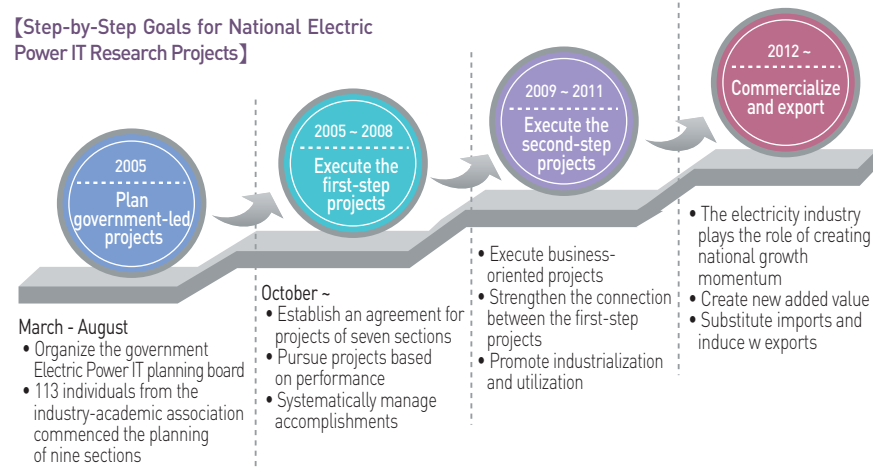 【Step-by-Step Goals for National Electric
Power IT Research Projects】
2005
Plan
government-led
projects
March - August
• Organize the government
Electric Power IT planning board
• 113 individuals from the
industry-academic association
commenced the planning
of nine sections
2005 ~ 2008
Execute the
first-step
projects
October ~
• Establish an agreement for
projects of seven sections
• Pursue projects based
on performance
• Systematically manage
accomplishments
2009 ~ 2011
Execute the
second-step
projects
• Execute business-
oriented projects
• Strengthen the connection
between the first-step
projects
• Promote industrialization
and utilization
2012 ~
Commercialize
and export
• The electricity industry
plays the role of creating
national growth
momentum
• Create new added value
• Substitute imports and
induce w exports